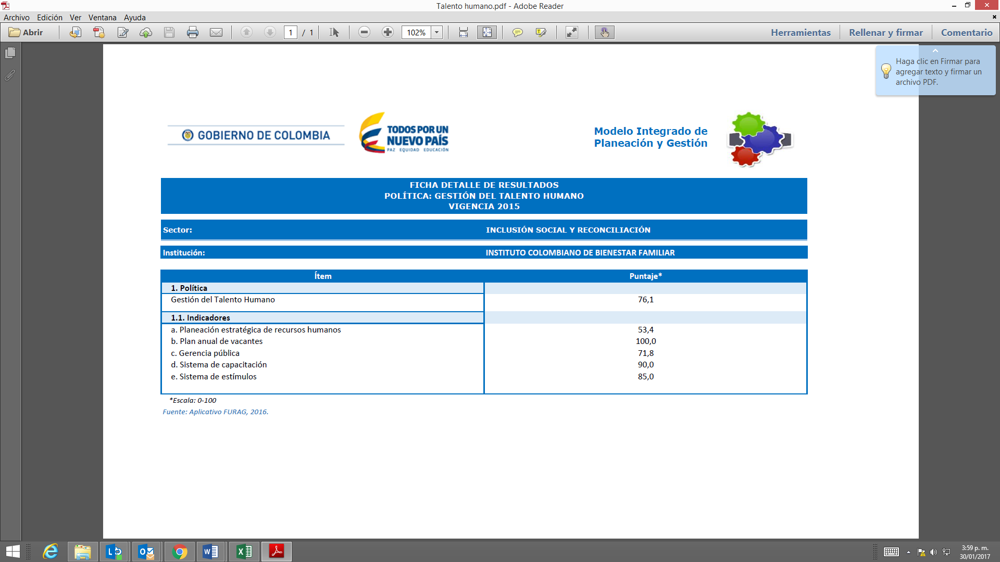 Talento humano.pdf - Adobe Reader
Archivo Edición Ver Ventana Ayuda
Abrir 1 / 1 102% Herramientas Rellenar y firmar Comentario
Haga clic en Firmar para
agregar texto y firmar un
archivo PDF.
GOBIERNO DE COLOMBIA
TODOS POR UN
NUEVO PAÍS
PAZ EQUIDAD EDUCACIÓN
Modelo Integrado de
Planeación y Gestión
FICHA DETALLE DE RESULTADOS
POLÍTICA: GESTIÓN DEL TALENTO HUMANO
VIGENCIA 2015
Sector: INCLUSIÓN SOCIAL Y RECONCILIACIÓN
Institución: INSTITUTO COLOMBIANO DE BIENESTAR FAMILIAR
Ítem Puntaje*
1. Política
Gestión del Talento Humano 76,1
1.1. Indicadores
a. Planeación estratégica de recursos humanos 53,4
b. Plan anual de vacantes 100,0
c. Gerencia pública 71,8
d. Sistema de capacitación 90,0
e. Sistema de estímulos 85,0
*Escala: 0-100
Fuente: Aplicativo FURAG, 2016.
3:59 p. m.
30/01/2017